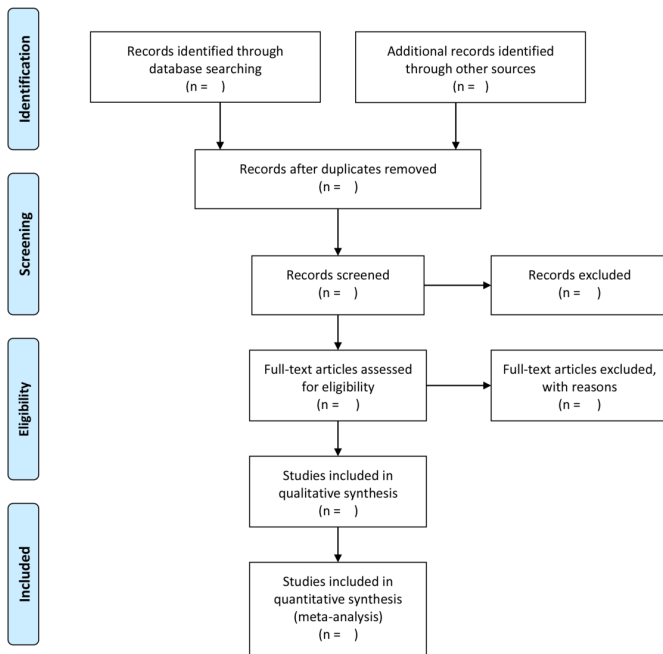 Identification
Records identified through
database searching
(n =    )
Additional records identified
through other sources
(n =    )
Records after duplicates removed
(n =    )
Screening
Records screened
(n =    )
Records excluded
(n =    )
Eligibility
Full-text articles assessed
for eligibility
(n =    )
Full-text articles excluded,
with reasons
(n =    )
Studies included in
qualitative synthesis
(n =    )
Included
Studies included in
quantitative synthesis
(meta-analysis)
(n =    )